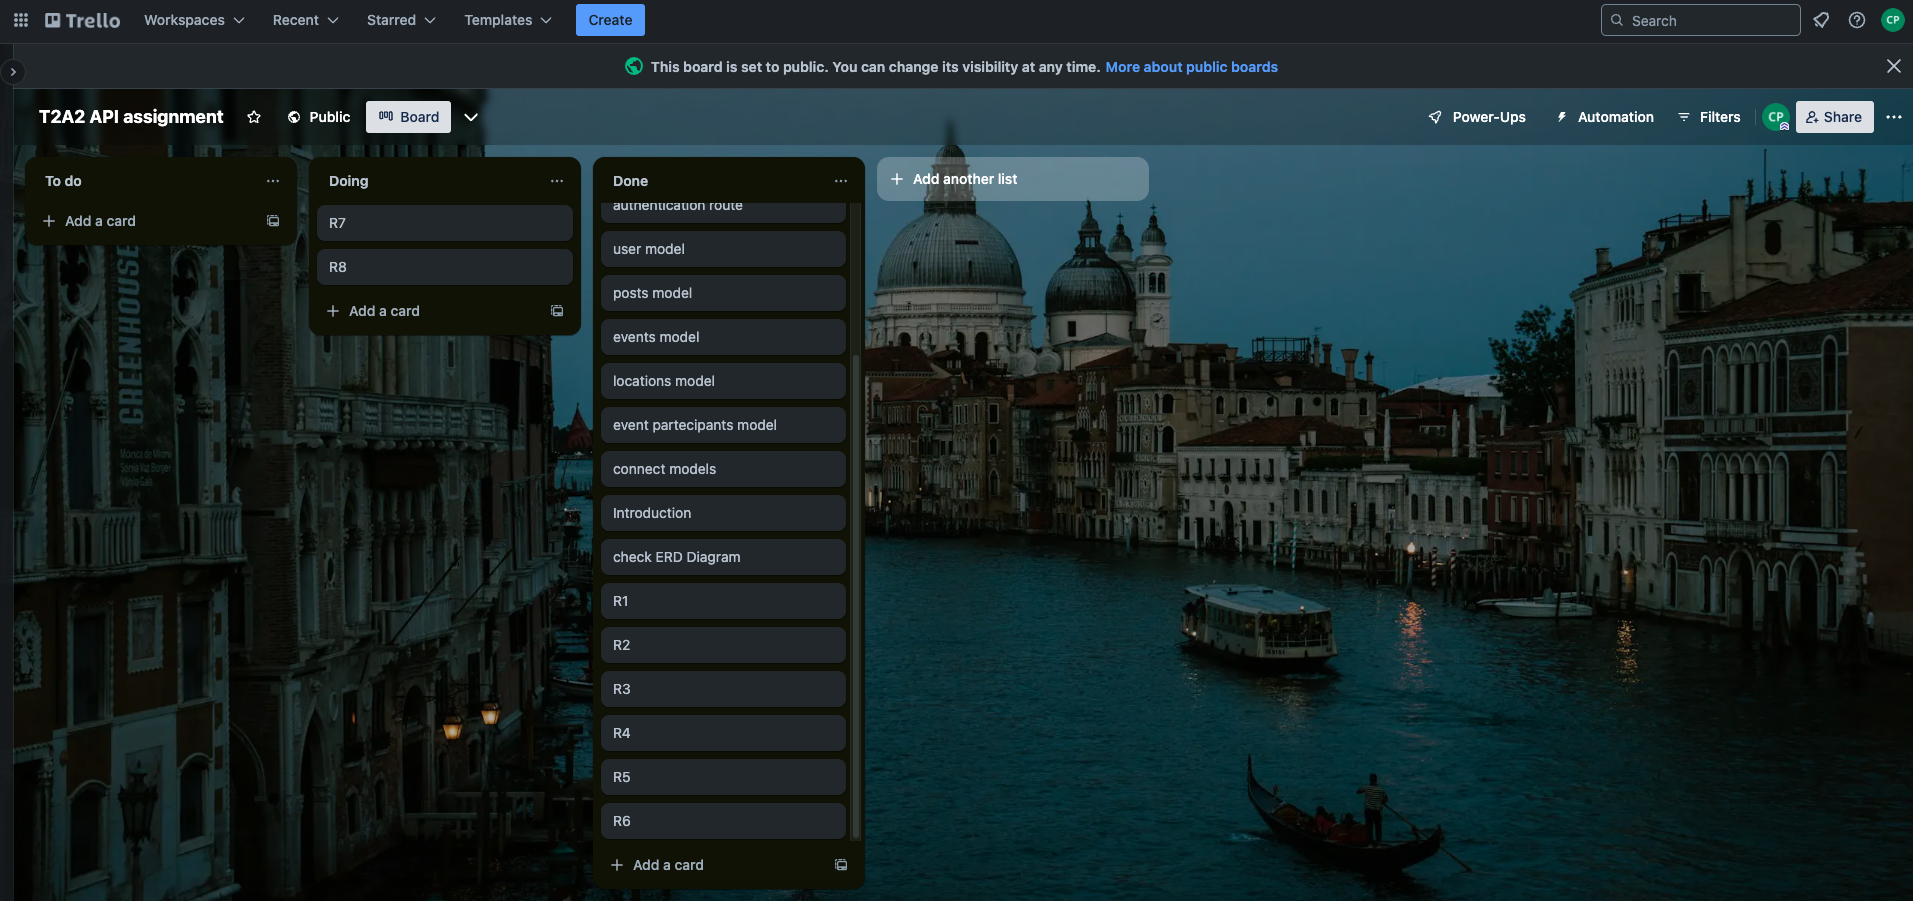 Trello Workspaces Recent Starred Templates Create Search CP
This board is set to public. You can change its visibility at any time. More about public boards
T2A2 API assignment Public Board Power-Ups Automation Filters CP Share
To do
Add a card
Doing
R7
R8
Add a card
Done
authentication route
user model
posts model
events model
locations model
event partecipants model
connect models
Introduction
check ERD Diagram
R1
R2
R3
R4
R5
R6
Add a card
Add another list
GREENHOUSE